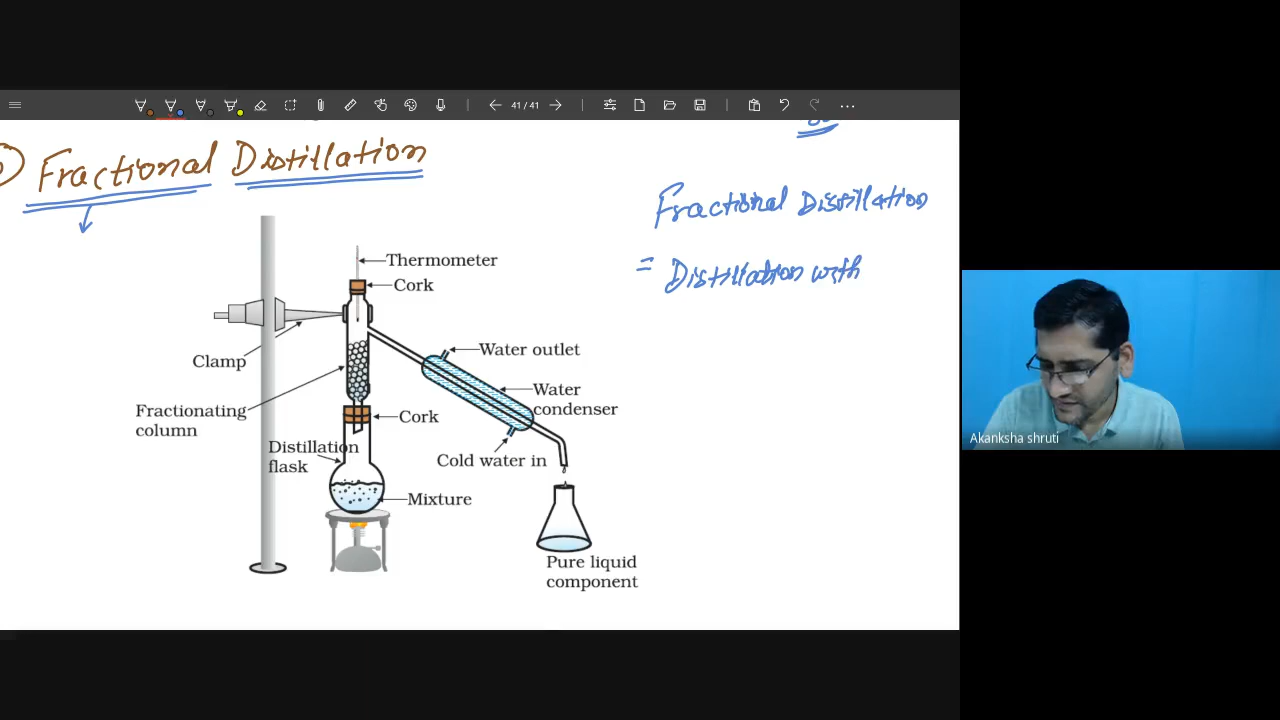 41 / 41
Fractional Distillation
Fractional Distillation
= Distillation with
Thermometer
Cork
Clamp
Water outlet
Water
condenser
Fractionating
column
Cork
Distillation
flask
Cold water in
Mixture
Pure liquid
component
Akanksha shruti